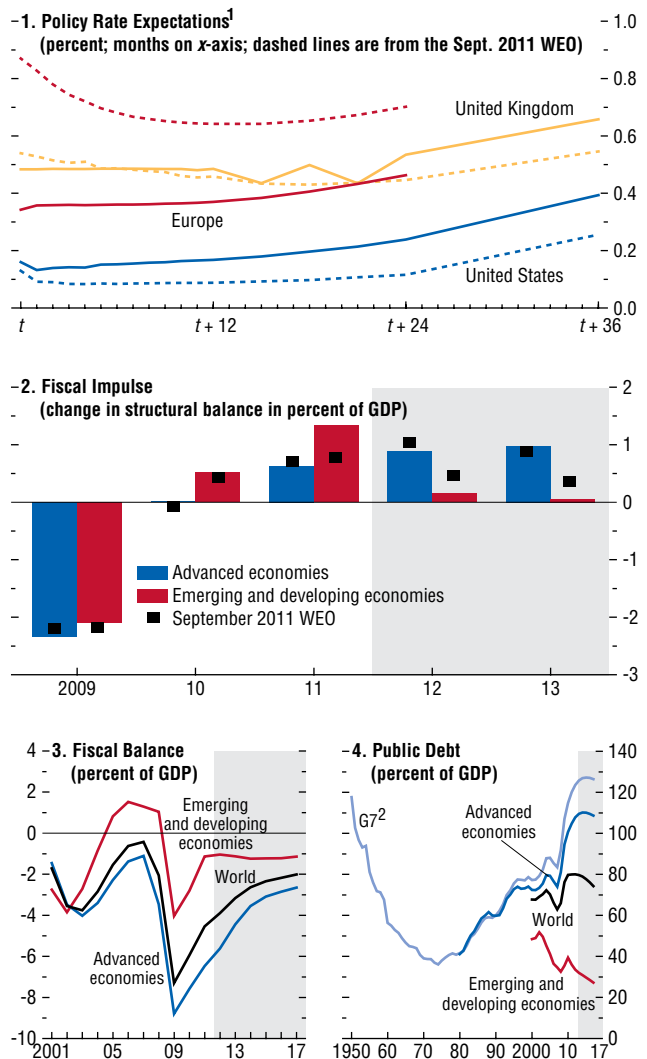 1. Policy Rate Expectations1
(percent; months on x-axis; dashed lines are from the Sept. 2011 WEO)
1.0
0.8
United Kingdom
0.6
0.4
Europe
0.2
United States
0.0
t
t + 12
t + 24
t + 36
2. Fiscal Impulse
(change in structural balance in percent of GDP)
2
1
0
-1
-2
-3
Advanced economies
Emerging and developing economies
September 2011 WEO
2009
10
11
12
13
3. Fiscal Balance
(percent of GDP)
4
2
0
-2
-4
-6
-8
-10
Emerging
and developing
economies
World
Advanced
economies
2001
05
09
13
17
4. Public Debt
(percent of GDP)
140
120
100
80
60
40
20
0
G72
Advanced
economies
World
Emerging and
developing economies
1950
60
70
80
90
2000
10
17